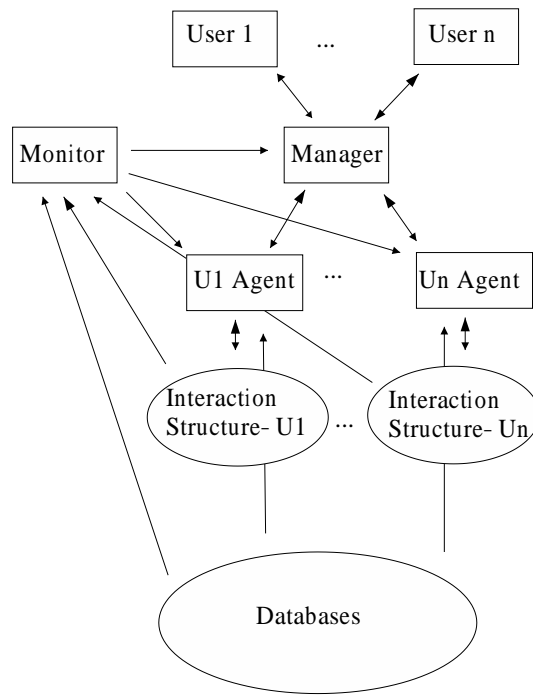 User 1
...
User n
Monitor
Manager
U1 Agent
...
Un Agent
Interaction
Structure- U1
...
Interaction
Structure- Un
Databases